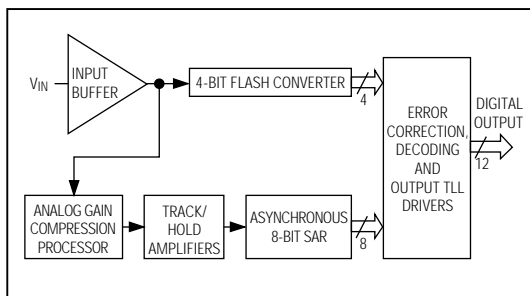 V_IN
INPUT
BUFFER
4-BIT FLASH CONVERTER
4
ERROR
CORRECTION,
DECODING
AND
OUTPUT TLL
DRIVERS
DIGITAL
OUTPUT
12
ANALOG GAIN
COMPRESSION
PROCESSOR
TRACK/
HOLD
AMPLIFIERS
ASYNCHRONOUS
8-BIT SAR
8